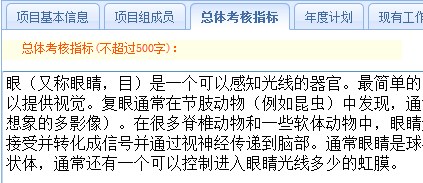 项目基本信息 项目组成员 总体考核指标 年度计划 现有工作
总体考核指标(不超过500字)：
眼（又称眼睛，目）是一个可以感知光线的器官。最简单的
以提供视觉。复眼通常在节肢动物（例如昆虫）中发现，通
想象的多影像）。在很多脊椎动物和一些软体动物中，眼睛
接受并转化成信号并通过视神经传递到脑部。通常眼睛是球
状体，通常还有一个可以控制进入眼睛光线多少的虹膜。